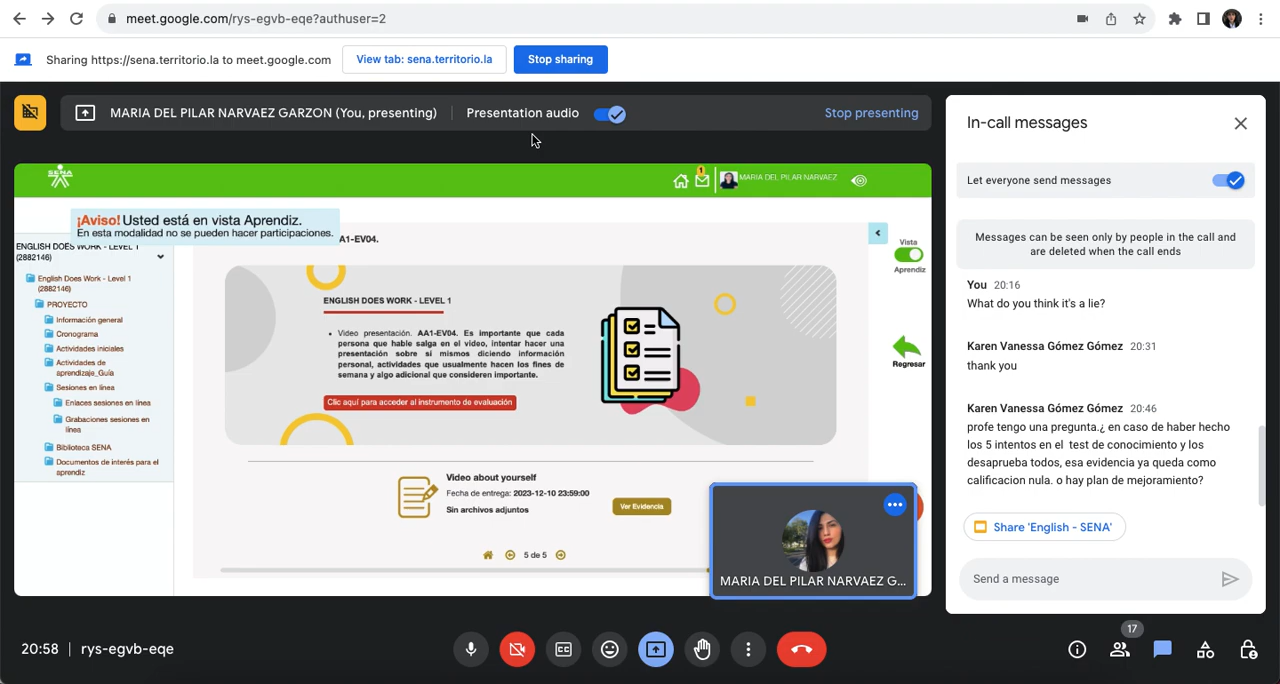 meet.google.com/rys-egvb-eqe?authuser=2
Sharing https://sena.territorio.la to meet.google.com
View tab: sena.territorio.la
Stop sharing
MARIA DEL PILAR NARVAEZ GARZON (You, presenting)
Presentation audio
Stop presenting
SENA
1
MARIA DEL PILAR NARVAEZ
¡Aviso! Usted está en vista Aprendiz.
En esta modalidad no se pueden hacer participaciones.
ENGLISH DOES WORK - LEVEL 1
(2882146)
English Does Work - Level 1
(2882146)
PROYECTO
Información general
Cronograma
Actividades iniciales
Actividades de
aprendizaje_Guía
Sesiones en línea
Enlaces sesiones en línea
Grabaciones sesiones en
línea
Biblioteca SENA
Documentos de interés para el
aprendiz
A1-EV04.
ENGLISH DOES WORK - LEVEL 1
• Video presentación. AA1-EV04. Es importante que cada
persona que hable salga en el video, intentar hacer una
presentación sobre sí mismos diciendo información
personal, actividades que usualmente hacen los fines de
semana y algo adicional que consideren importante.
Clic aquí para acceder al instrumento de evaluación
Video about yourself
Fecha de entrega: 2023-12-10 23:59:00
Sin archivos adjuntos
Ver Evidencia
5 de 5
Vista
Aprendiz
Regresar
MARIA DEL PILAR NARVAEZ G...
In-call messages
Let everyone send messages
Messages can be seen only by people in the call and
are deleted when the call ends
You 20:16
What do you think it's a lie?
Karen Vanessa Gómez Gómez 20:31
thank you
Karen Vanessa Gómez Gómez 20:46
profe tengo una pregunta.¿ en caso de haber hecho
los 5 intentos en el test de conocimiento y los
desaprueba todos, esa evidencia ya queda como
calificacion nula. o hay plan de mejoramiento?
Share 'English - SENA'
Send a message
20:58 | rys-egvb-eqe
17